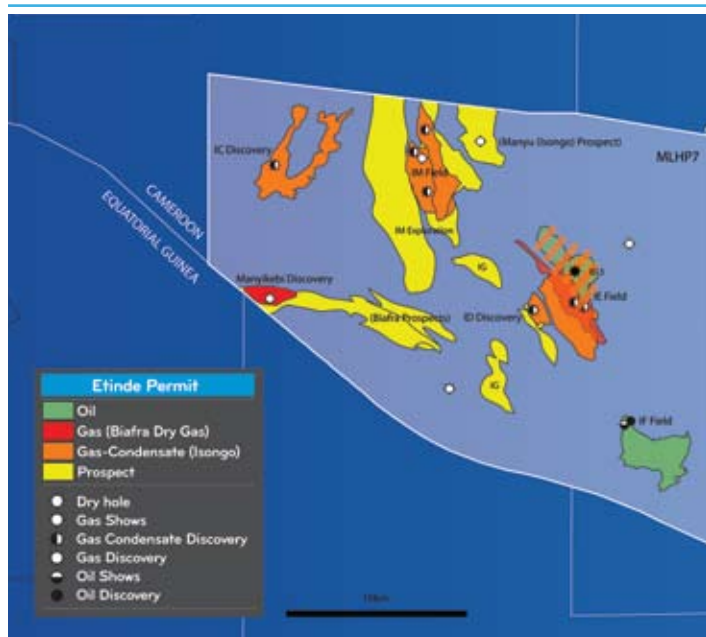 IC Discovery
IM Field
(Manyu (Isongo) Prospect)
MLHP7
CAMEROON
EQUATORIAL GUINEA
IM Exploration
IG
IE Field
Manyikebi Discovery
(Biafra Prospects)
ID Discovery
IG
IF Field
Etinde Permit
Oil
Gas (Biafra Dry Gas)
Gas-Condensate (Isongo)
Prospect
Dry hole
Gas Shows
Gas Condensate Discovery
Gas Discovery
Oil Shows
Oil Discovery
10km